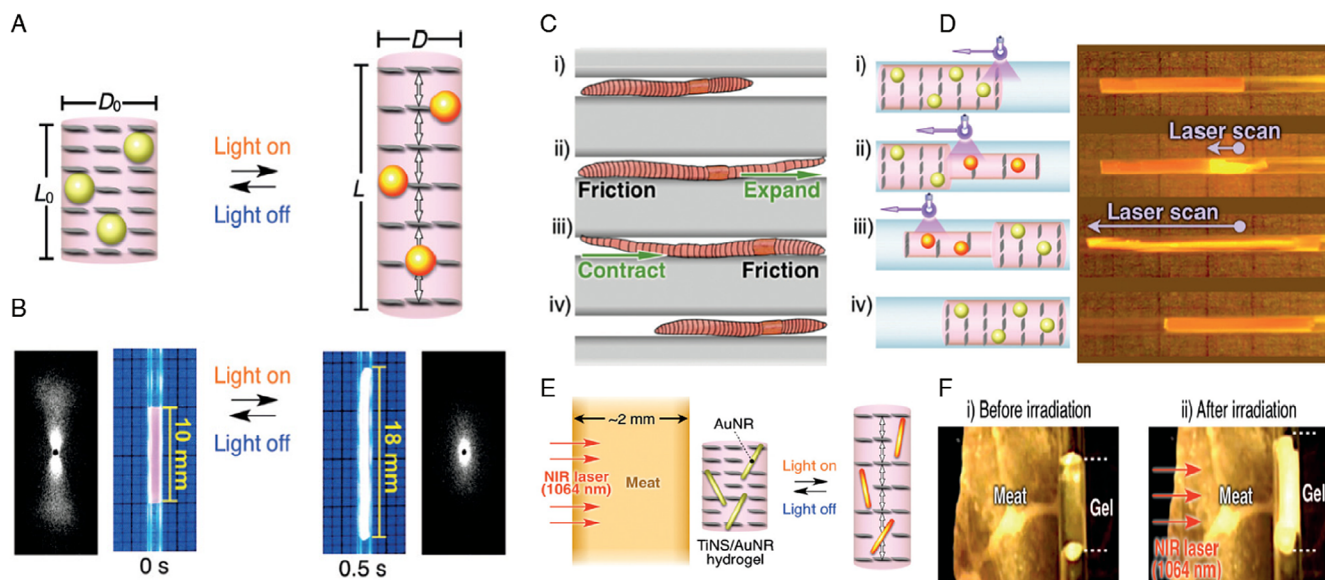 A
D₀
L₀
Light on
Light off
D
L
B
10 mm
0 s
Light on
Light off
18 mm
0.5 s
C
i)
ii)
Friction
Expand
iii)
Contract
Friction
iv)
D
i)
ii)
iii)
iv)
Laser scan
Laser scan
E
~2 mm
NIR laser
(1064 nm)
Meat
AuNR
TiNS/AuNR
hydrogel
Light on
Light off
F
i) Before irradiation
Meat
Gel
ii) After irradiation
Meat
Gel
NIR laser
(1064 nm)